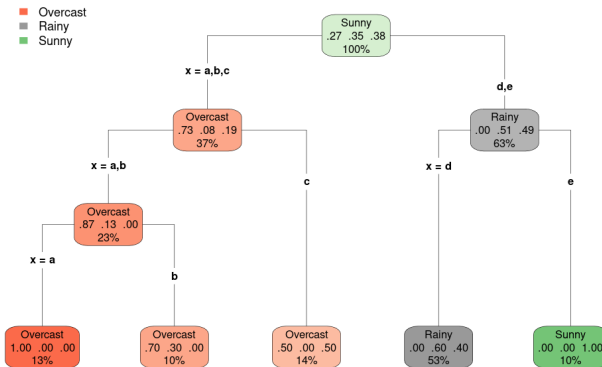 Overcast
Rainy
Sunny
Sunny
.27 .35 .38
100%
x = a,b,c
d,e
Overcast
.73 .08 .19
37%
Rainy
.00 .51 .49
63%
x = a,b
c
x = d
e
Overcast
.87 .13 .00
23%
x = a
b
Overcast
1.00 .00 .00
13%
Overcast
.70 .30 .00
10%
Overcast
.50 .00 .50
14%
Rainy
.00 .60 .40
53%
Sunny
.00 .00 1.00
10%